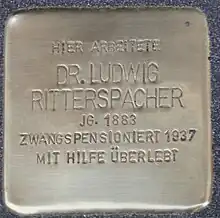 HIER ARBEITETE
DR. LUDWIG
RITTERSPACHER
JG. 1883
ZWANGSPENSIONIERT 1937
MIT HILFE ÜBERLEBT